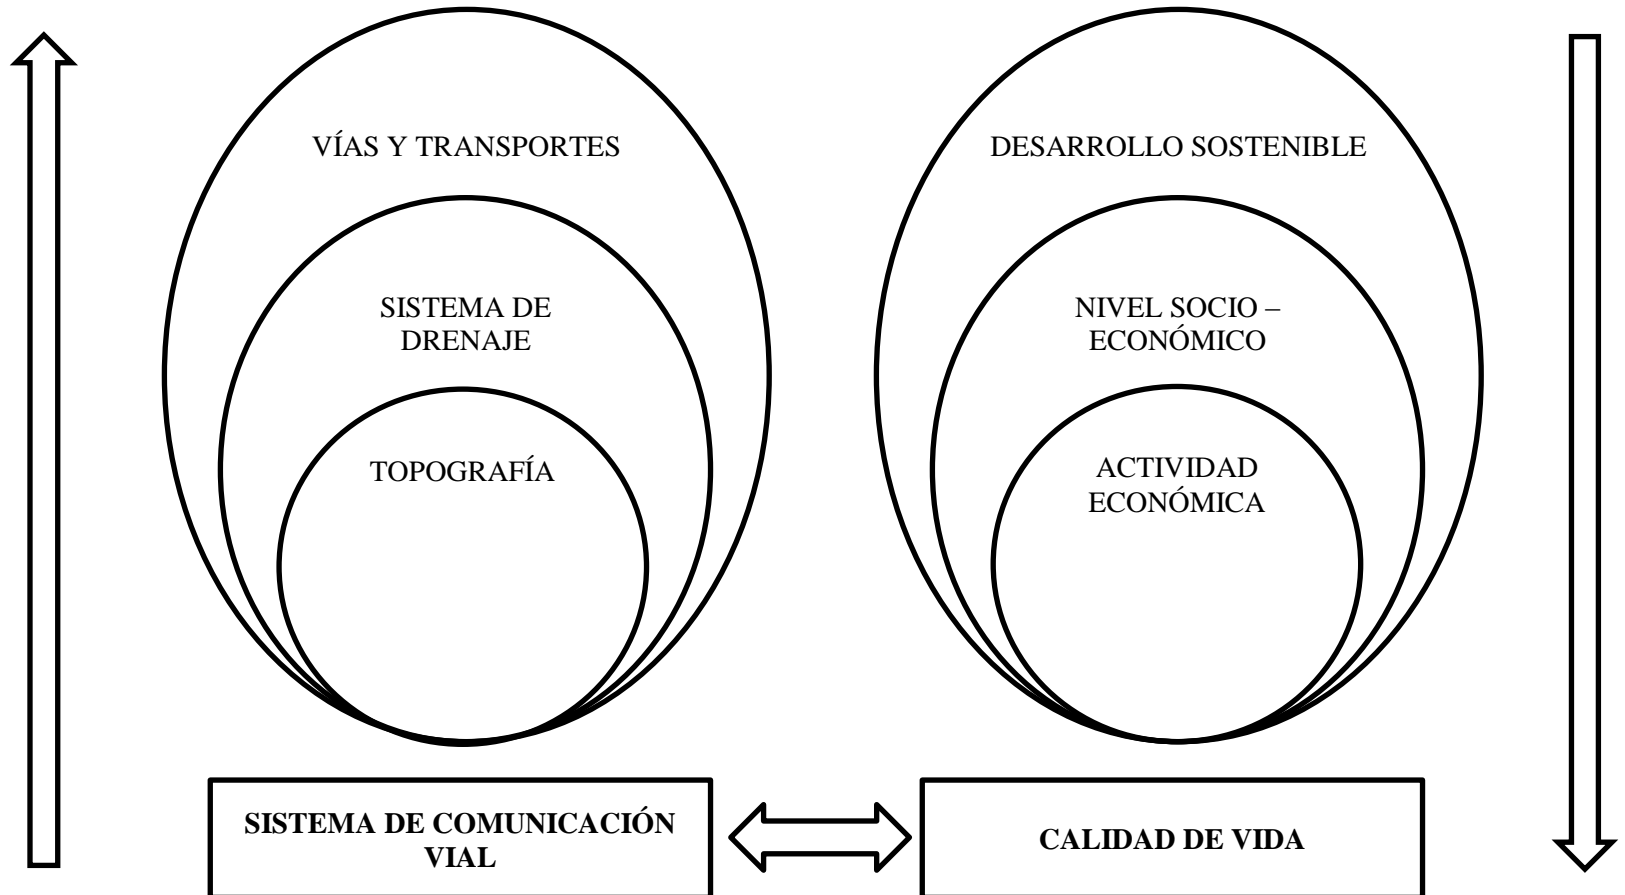 VÍAS Y TRANSPORTES
SISTEMA DE
DRENAJE
TOPOGRAFÍA
SISTEMA DE COMUNICACIÓN
VIAL
DESARROLLO SOSTENIBLE
NIVEL SOCIO –
ECONÓMICO
ACTIVIDAD
ECONÓMICA
CALIDAD DE VIDA